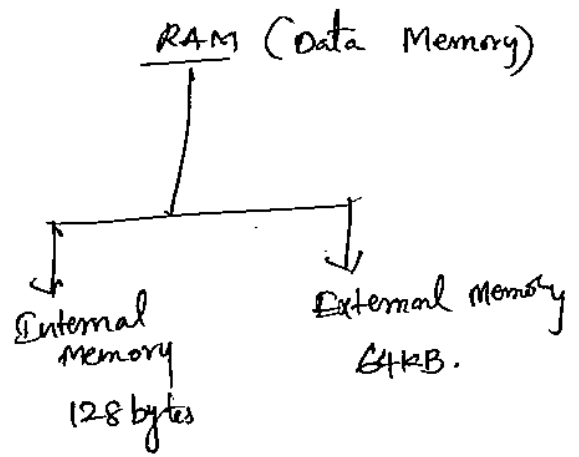 RAM (Data Memory)
Internal
Memory
128 bytes
External Memory
64KB.